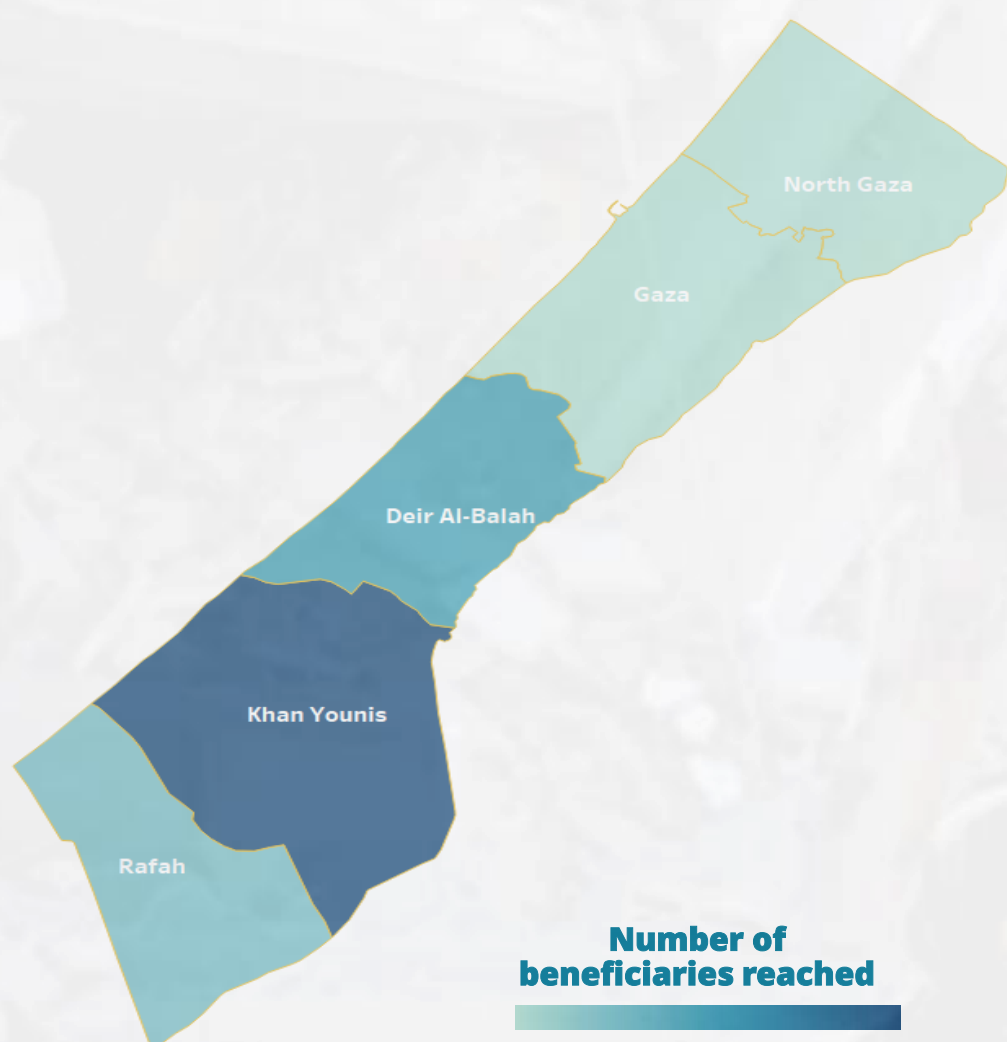 North Gaza
Gaza
Deir Al-Balah
Khan Younis
Rafah
Number of
beneficiaries reached